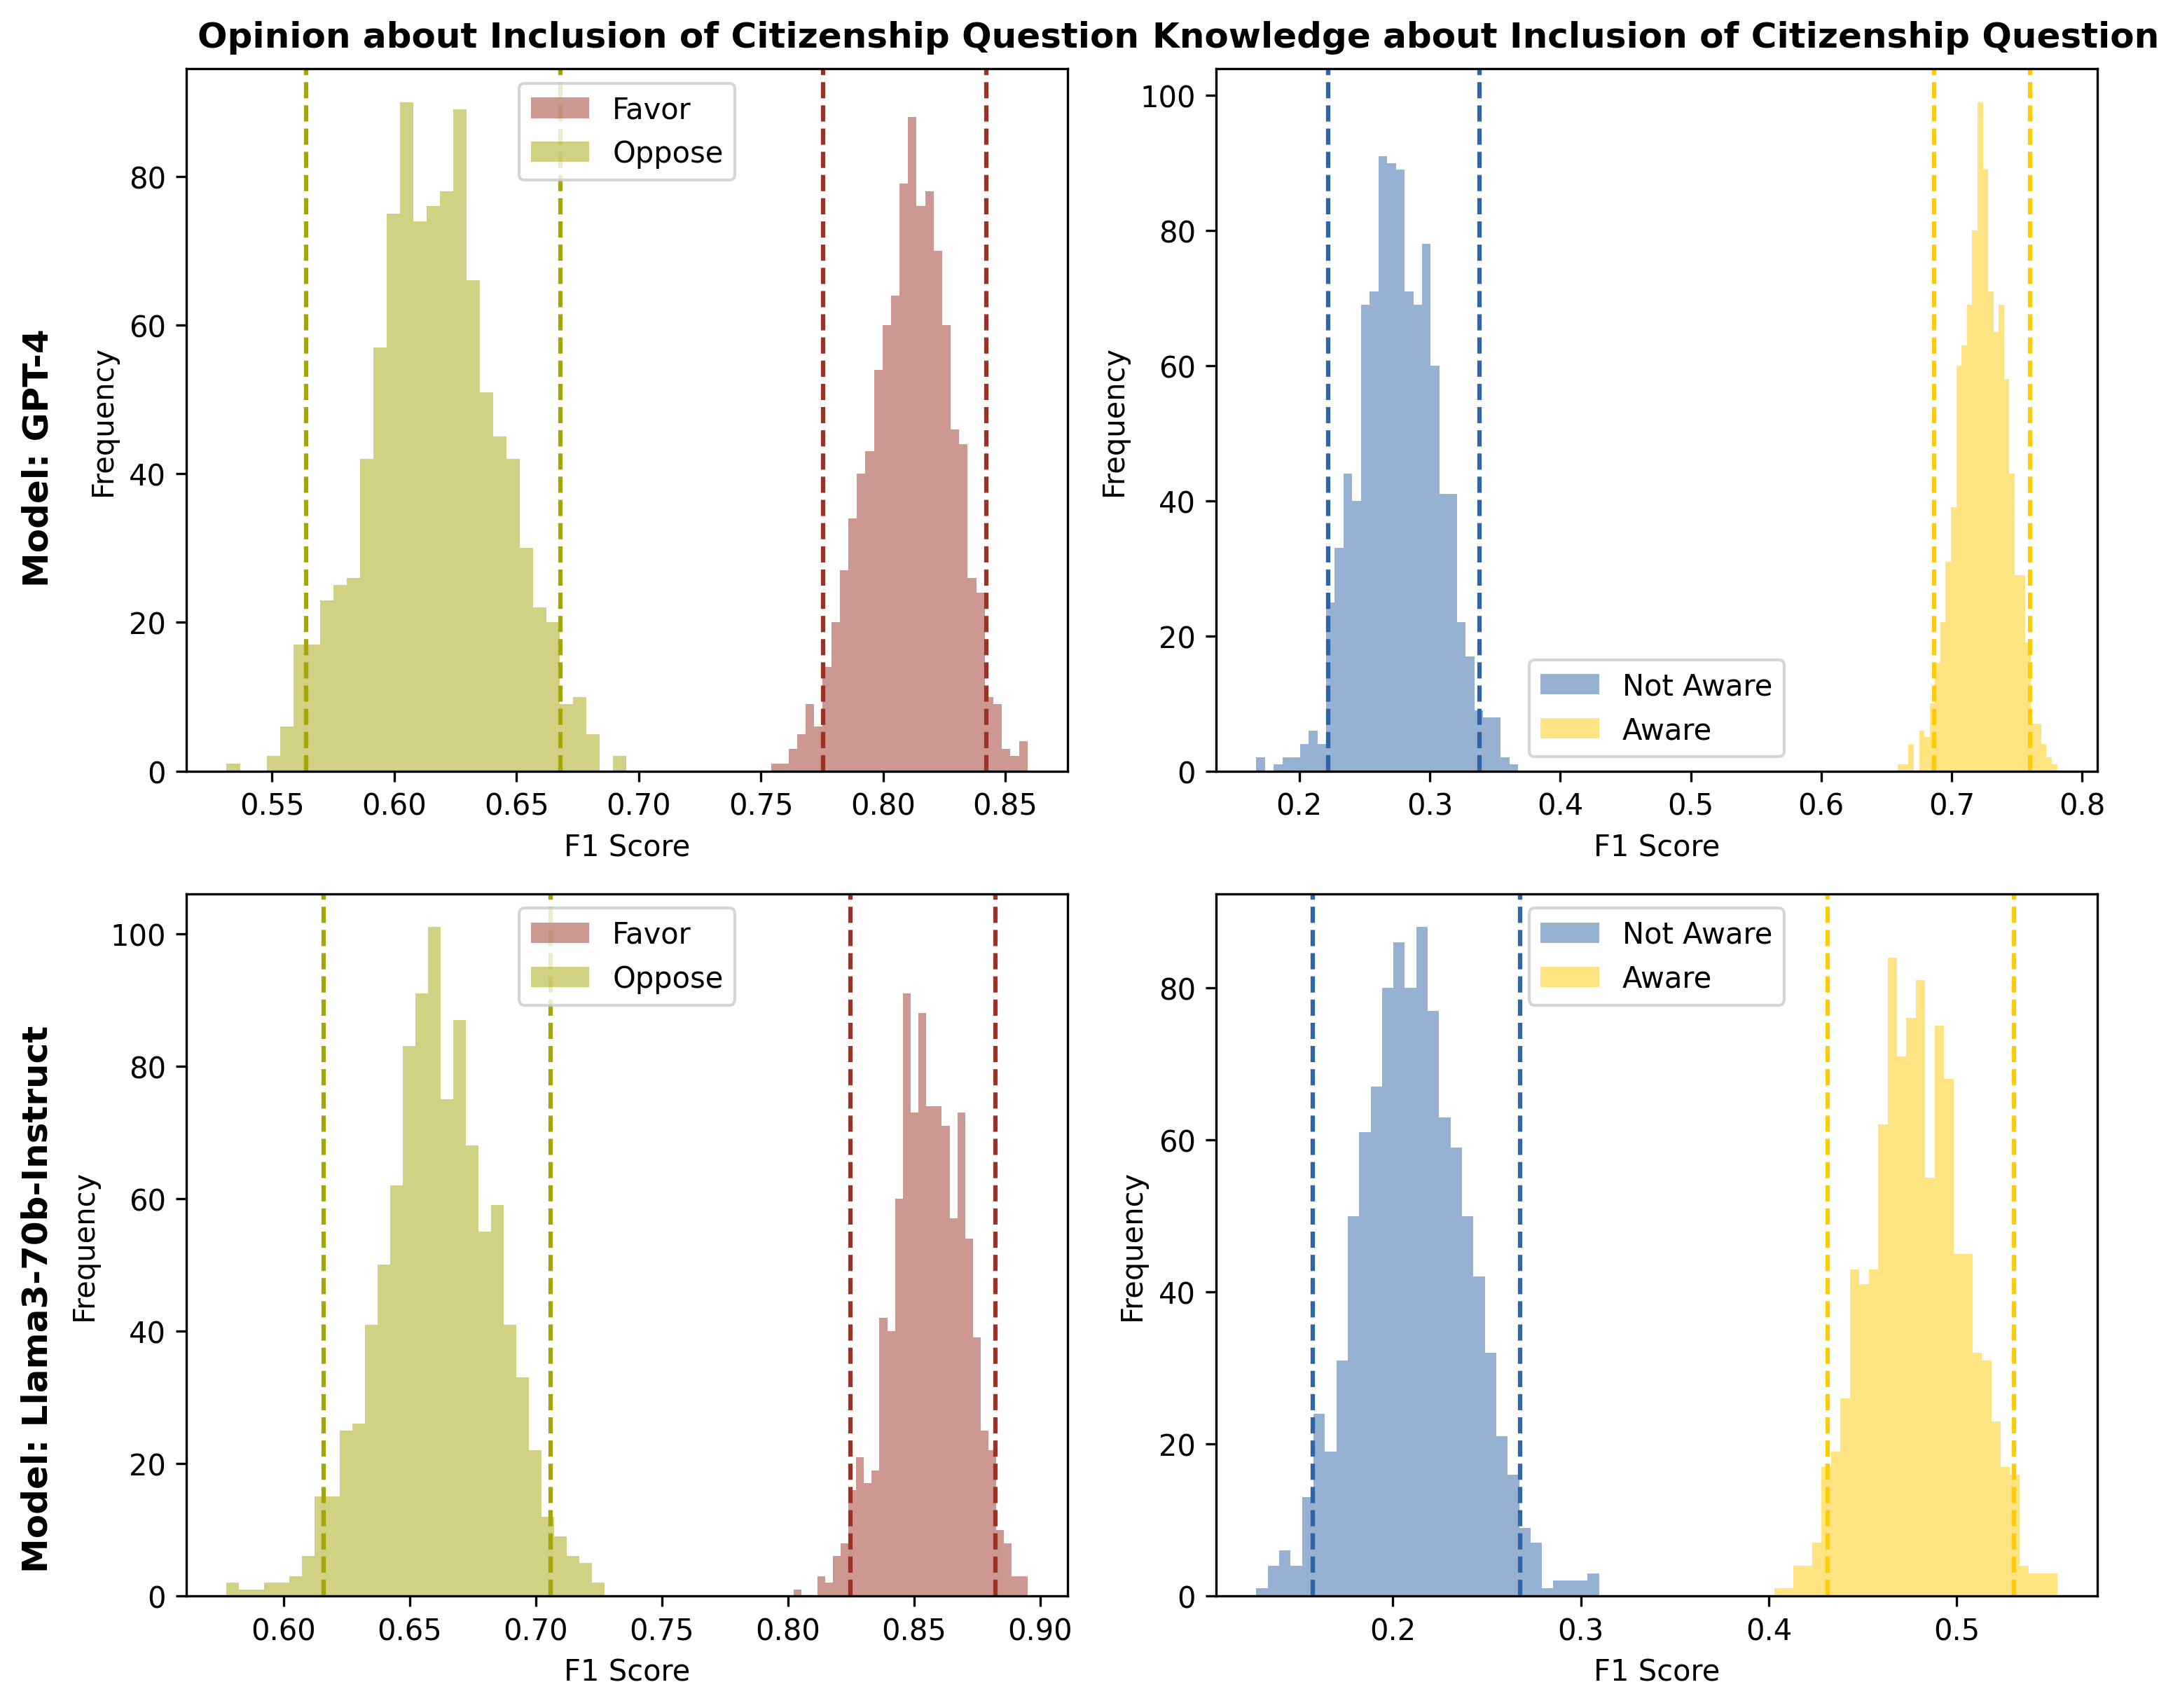 Opinion about Inclusion of Citizenship Question
Knowledge about Inclusion of Citizenship Question
Model: GPT-4
Frequency
80
60
40
20
0
Favor
Oppose
0.55 0.60 0.65 0.70 0.75 0.80 0.85
F1 Score
Frequency
100
80
60
40
20
0
Not Aware
Aware
0.2 0.3 0.4 0.5 0.6 0.7 0.8
F1 Score
Model: Llama3-70b-Instruct
Frequency
100
80
60
40
20
0
Favor
Oppose
0.60 0.65 0.70 0.75 0.80 0.85 0.90
F1 Score
Frequency
80
60
40
20
0
Not Aware
Aware
0.2 0.3 0.4 0.5
F1 Score